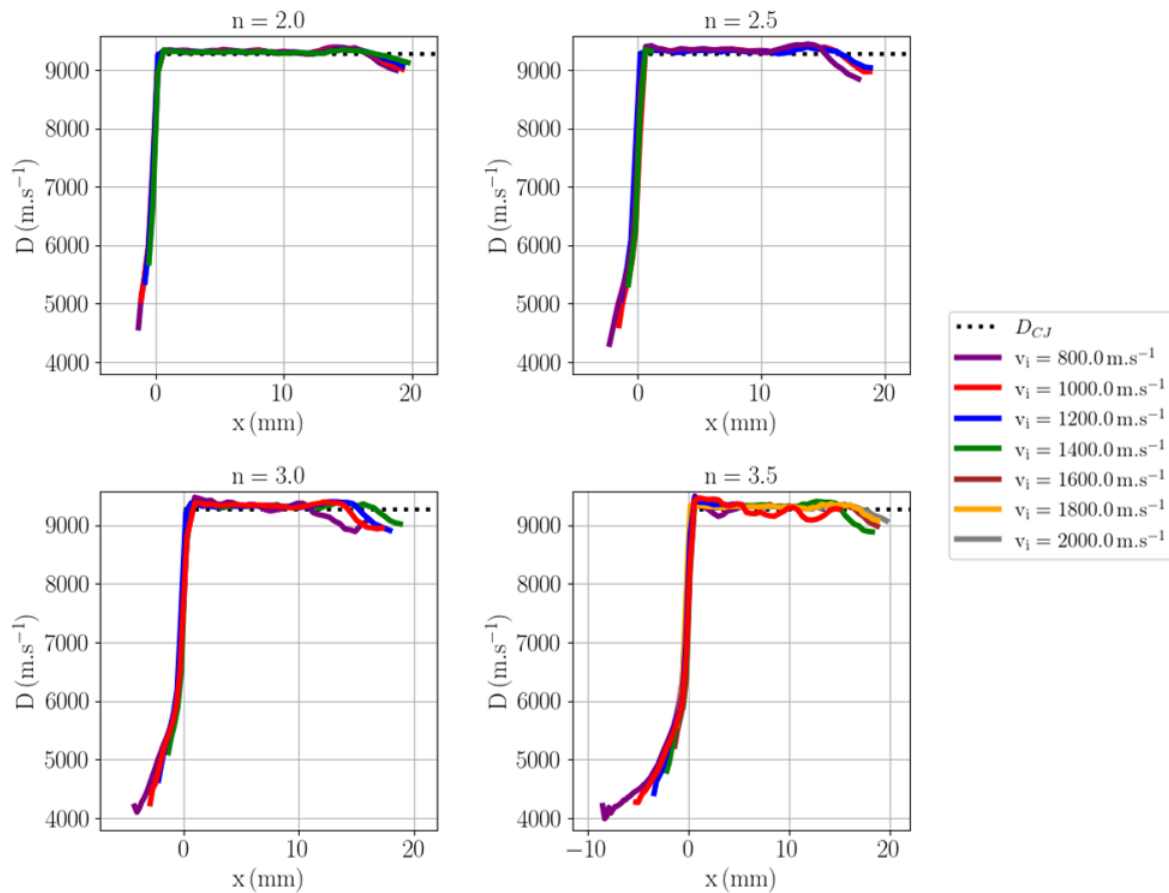 n = 2.0
n = 2.5
9000
8000
7000
6000
5000
4000
D (m.s⁻¹)
0
10
20
x (mm)
9000
8000
7000
6000
5000
4000
D (m.s⁻¹)
0
10
20
x (mm)
D_{CJ}
v_i = 800.0 m.s⁻¹
v_i = 1000.0 m.s⁻¹
v_i = 1200.0 m.s⁻¹
v_i = 1400.0 m.s⁻¹
v_i = 1600.0 m.s⁻¹
v_i = 1800.0 m.s⁻¹
v_i = 2000.0 m.s⁻¹
n = 3.0
n = 3.5
9000
8000
7000
6000
5000
4000
D (m.s⁻¹)
0
10
20
x (mm)
9000
8000
7000
6000
5000
4000
D (m.s⁻¹)
−10
0
10
20
x (mm)